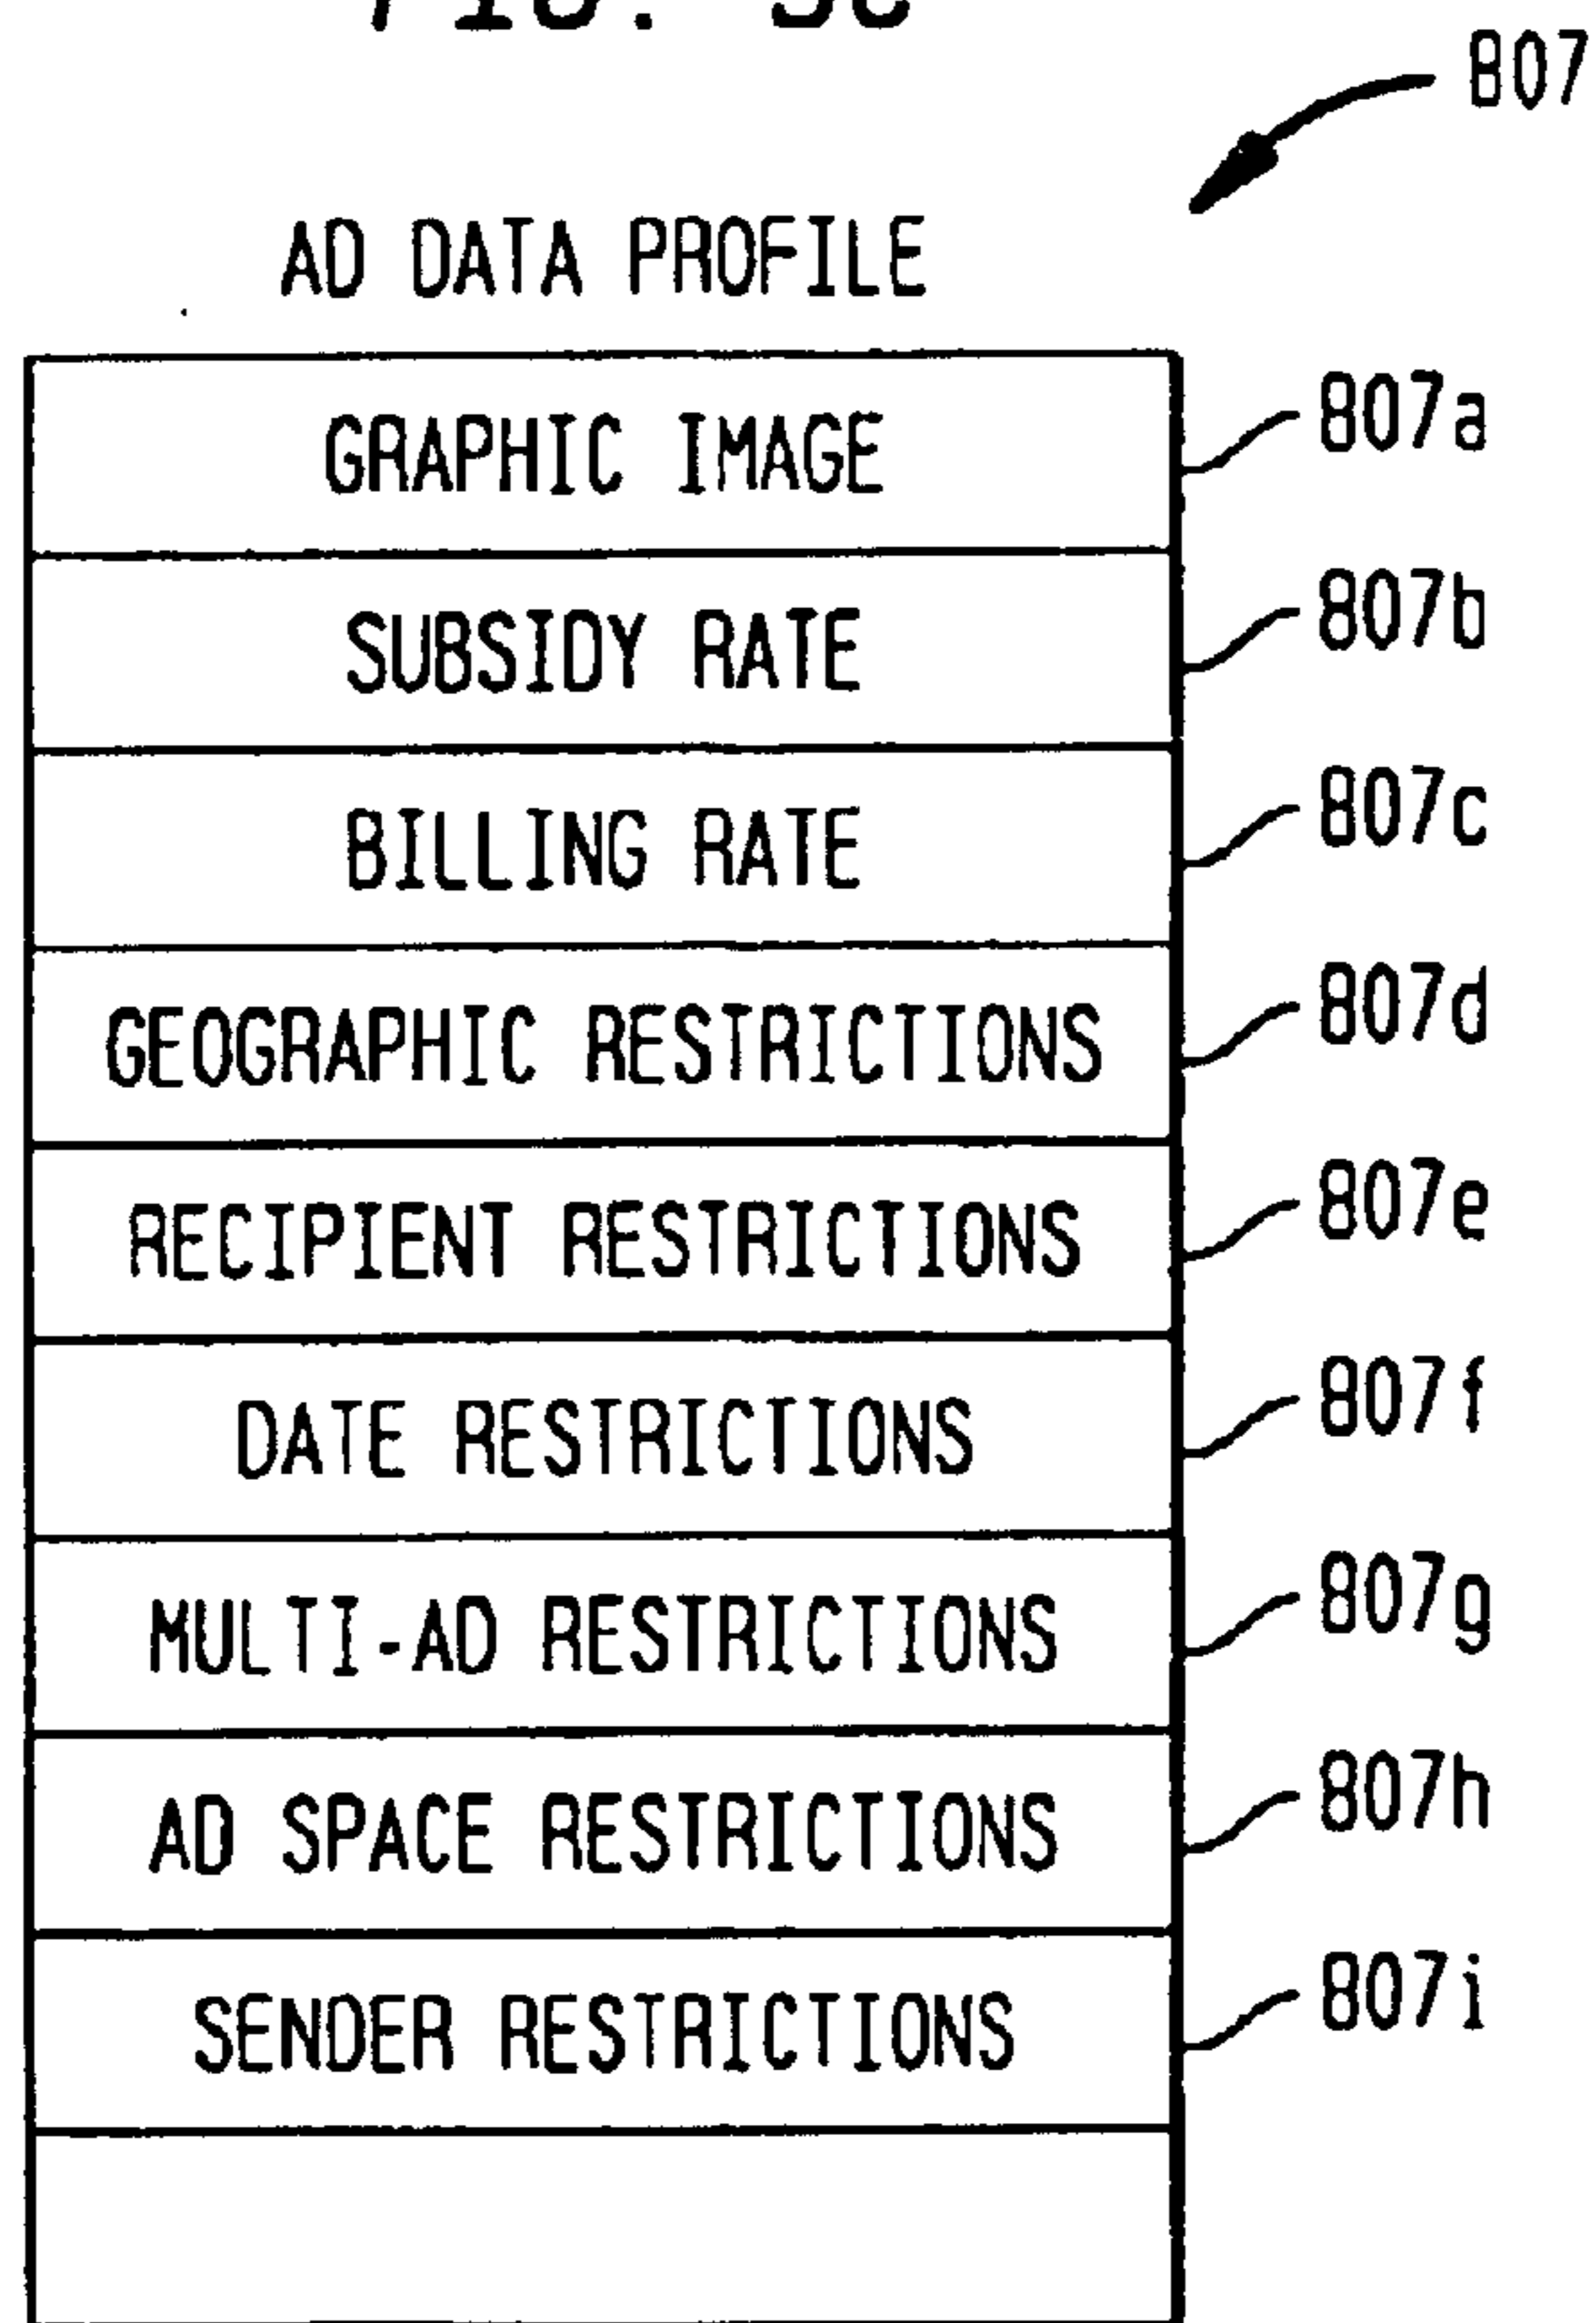 807
AD DATA PROFILE
GRAPHIC IMAGE
807a
SUBSIDY RATE
807b
BILLING RATE
807c
GEOGRAPHIC RESTRICTIONS
807d
RECIPIENT RESTRICTIONS
807e
DATE RESTRICTIONS
807f
MULTI-AD RESTRICTIONS
807g
AD SPACE RESTRICTIONS
807h
SENDER RESTRICTIONS
807i